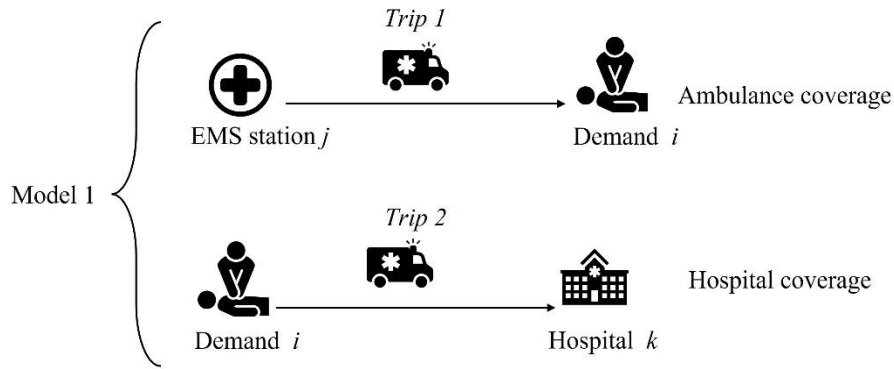 Trip 1
EMS station j
Demand i
Ambulance coverage
Model 1
Trip 2
Demand i
Hospital k
Hospital coverage